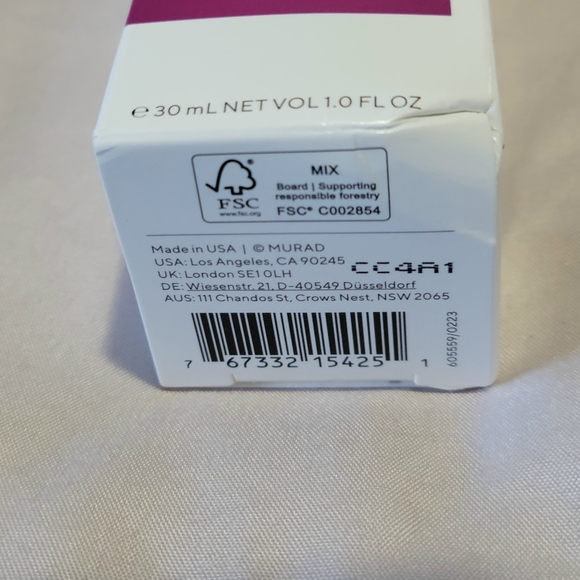 ℮ 30 mL NET VOL 1.0 FL OZ
FSC
www.fsc.org
MIX
Board | Supporting
responsible forestry
FSC® C002854
Made in USA | © MURAD
USA: Los Angeles, CA 90245
CC4A1
UK: London SE1 0LH
DE: Wiesenstr. 21, D-40549 Düsseldorf
AUS: 111 Chandos St, Crows Nest, NSW 2065
7 67332 15425 1
605559/0223